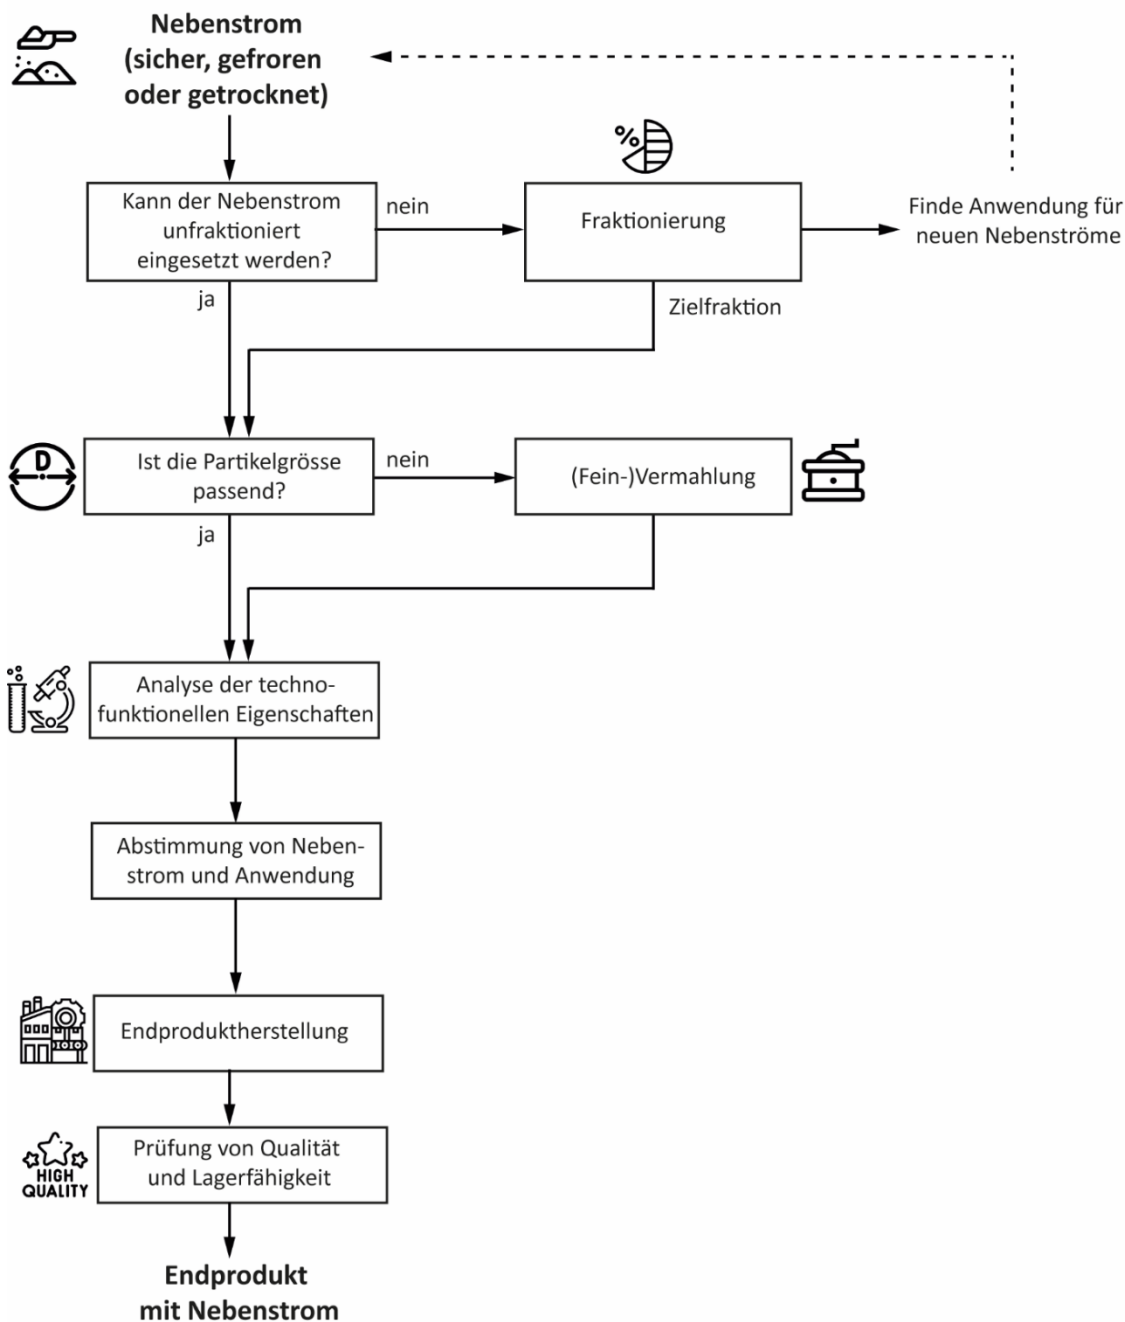 Nebenstrom
(sicher, gefroren
oder getrocknet)
%
Kann der Nebenstrom
unfraktioniert
eingesetzt werden?
nein
Fraktionierung
Finde Anwendung für
neuen Nebenströme
ja
Zielfraktion
D
Ist die Partikelgrösse
passend?
nein
(Fein-)Vermahlung
ja
Analyse der techno-
funktionellen Eigenschaften
Abstimmung von Neben-
strom und Anwendung
Endproduktherstellung
HIGH
QUALITY
Prüfung von Qualität
und Lagerfähigkeit
Endprodukt
mit Nebenstrom